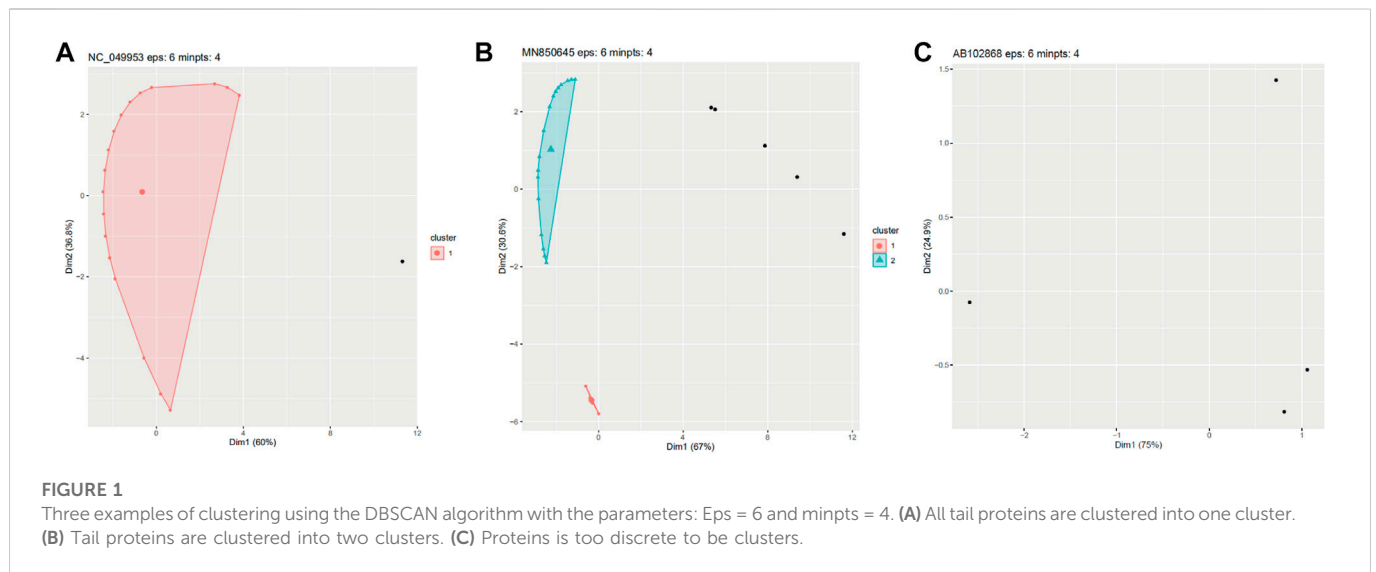 A
NC_049953 eps: 6 minpts: 4
2
0
−2
−4
Dim2 (36.8%)
0
4
8
12
Dim1 (60%)
cluster
1
B
MN850645 eps: 6 minpts: 4
2
0
−2
−4
−6
Dim2 (30.6%)
0
4
8
12
Dim1 (67%)
cluster
1
2
C
AB102868 eps: 6 minpts: 4
1.5
1.0
0.5
0.0
−0.5
Dim2 (24.9%)
−2
−1
0
1
Dim1 (75%)
FIGURE 1
Three examples of clustering using the DBSCAN algorithm with the parameters: Eps = 6 and minpts = 4. (A) All tail proteins are clustered into one cluster.
(B) Tail proteins are clustered into two clusters. (C) Proteins is too discrete to be clusters.